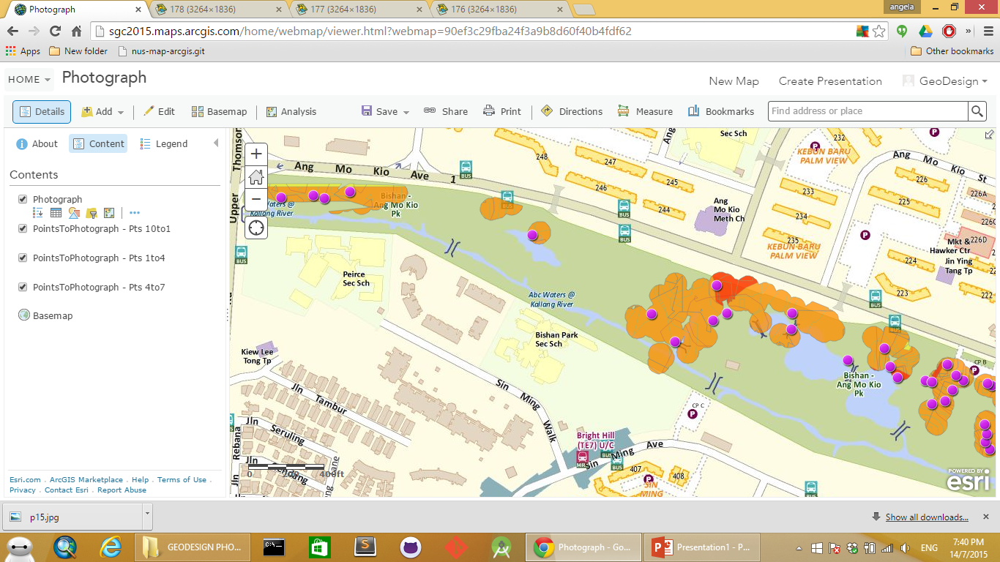 angela
Photograph
178 (3264×1836)
177 (3264×1836)
176 (3264×1836)
sgc2015.maps.arcgis.com/home/webmap/viewer.html?webmap=90ef3c29fba24f3a9b8d60f40b4fdf62
Apps
New folder
nus-map-arcgis.git
Other bookmarks
HOME
Photograph
New Map
Create Presentation
GeoDesign
Details
Add
Edit
Basemap
Analysis
Save
Share
Print
Directions
Measure
Bookmarks
Find address or place
About
Content
Legend
Contents
Photograph
PointsToPhotograph - Pts 10to1
PointsToPhotograph - Pts 1to4
PointsToPhotograph - Pts 4to7
Basemap
Esri.com . ArcGIS Marketplace . Help . Terms of Use .
Privacy . Contact Esri . Report Abuse
Upper
Thomson
Ang Mo Kio Ave 1
BUS
248
247
246
245
244
Ang
Sec Sch
232
KEBUN BARU
PALM VIEW
233
234
235
KEBUN BARU
PALM VIEW
Ang Mo Kio St
226
226A
225
226C
226D
224
223
222
Mkt &
Hawker Ctr
Jin Ying
Tang Tp
Ang
Mo Kio
Meth Ch
Bishan -
Ang Mo Kio
Pk
Waters @
Kallang River
Peirce
Sec Sch
Abc Waters @
Kallang River
Bishan Park
Sec Sch
Kiew Lee
Tong Tp
Jln Tambur
Jln Seruling
Jln Rebana
Jln
Sin Ming Walk
Bright Hill
(TE7) U/C
MRT
BUS
Sin Ming Ave
407
408
SIN
MING
CP C
CP B
P
Bishan -
Ang Mo Kio
Pk
0
400ft
POWERED BY
esri
p15.jpg
Show all downloads...
GEODESIGN PHO...
Photograph - Go...
Presentation1 - P...
ENG
7:40 PM
14/7/2015